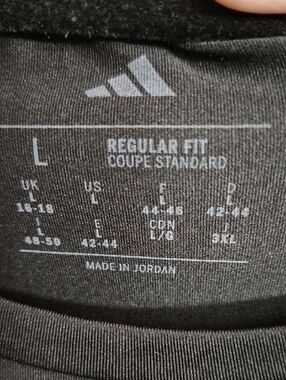 L REGULAR FIT
COUPE STANDARD
UK US F D
L L L L
16-18 44-46 42-44
I E CDN J
L L L/G 3XL
48-50 42-44
MADE IN JORDAN